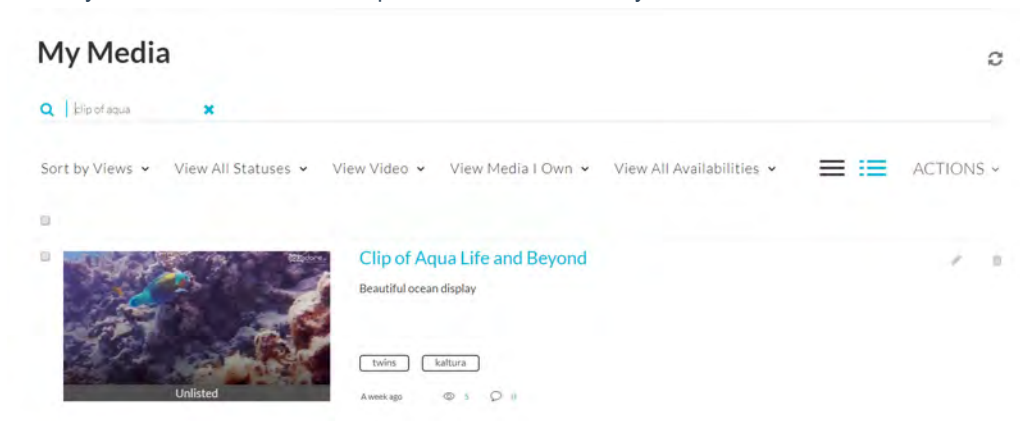 My Media
clip of aqua
Sort by Views View All Statuses View Video View Media I Own View All Availabilities ACTIONS
Clip of Aqua Life and Beyond
Beautiful ocean display
twins kaltura
Unlisted
A week ago 5 0